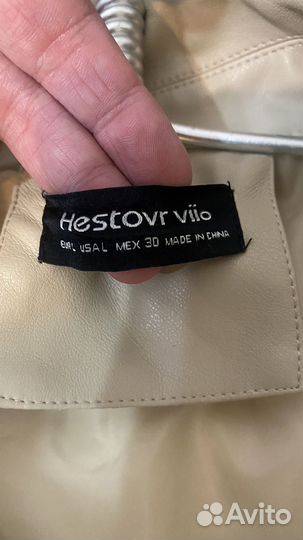 Hestovr viio
EUR L USA L MEX 30 MADE IN CHINA
Avito